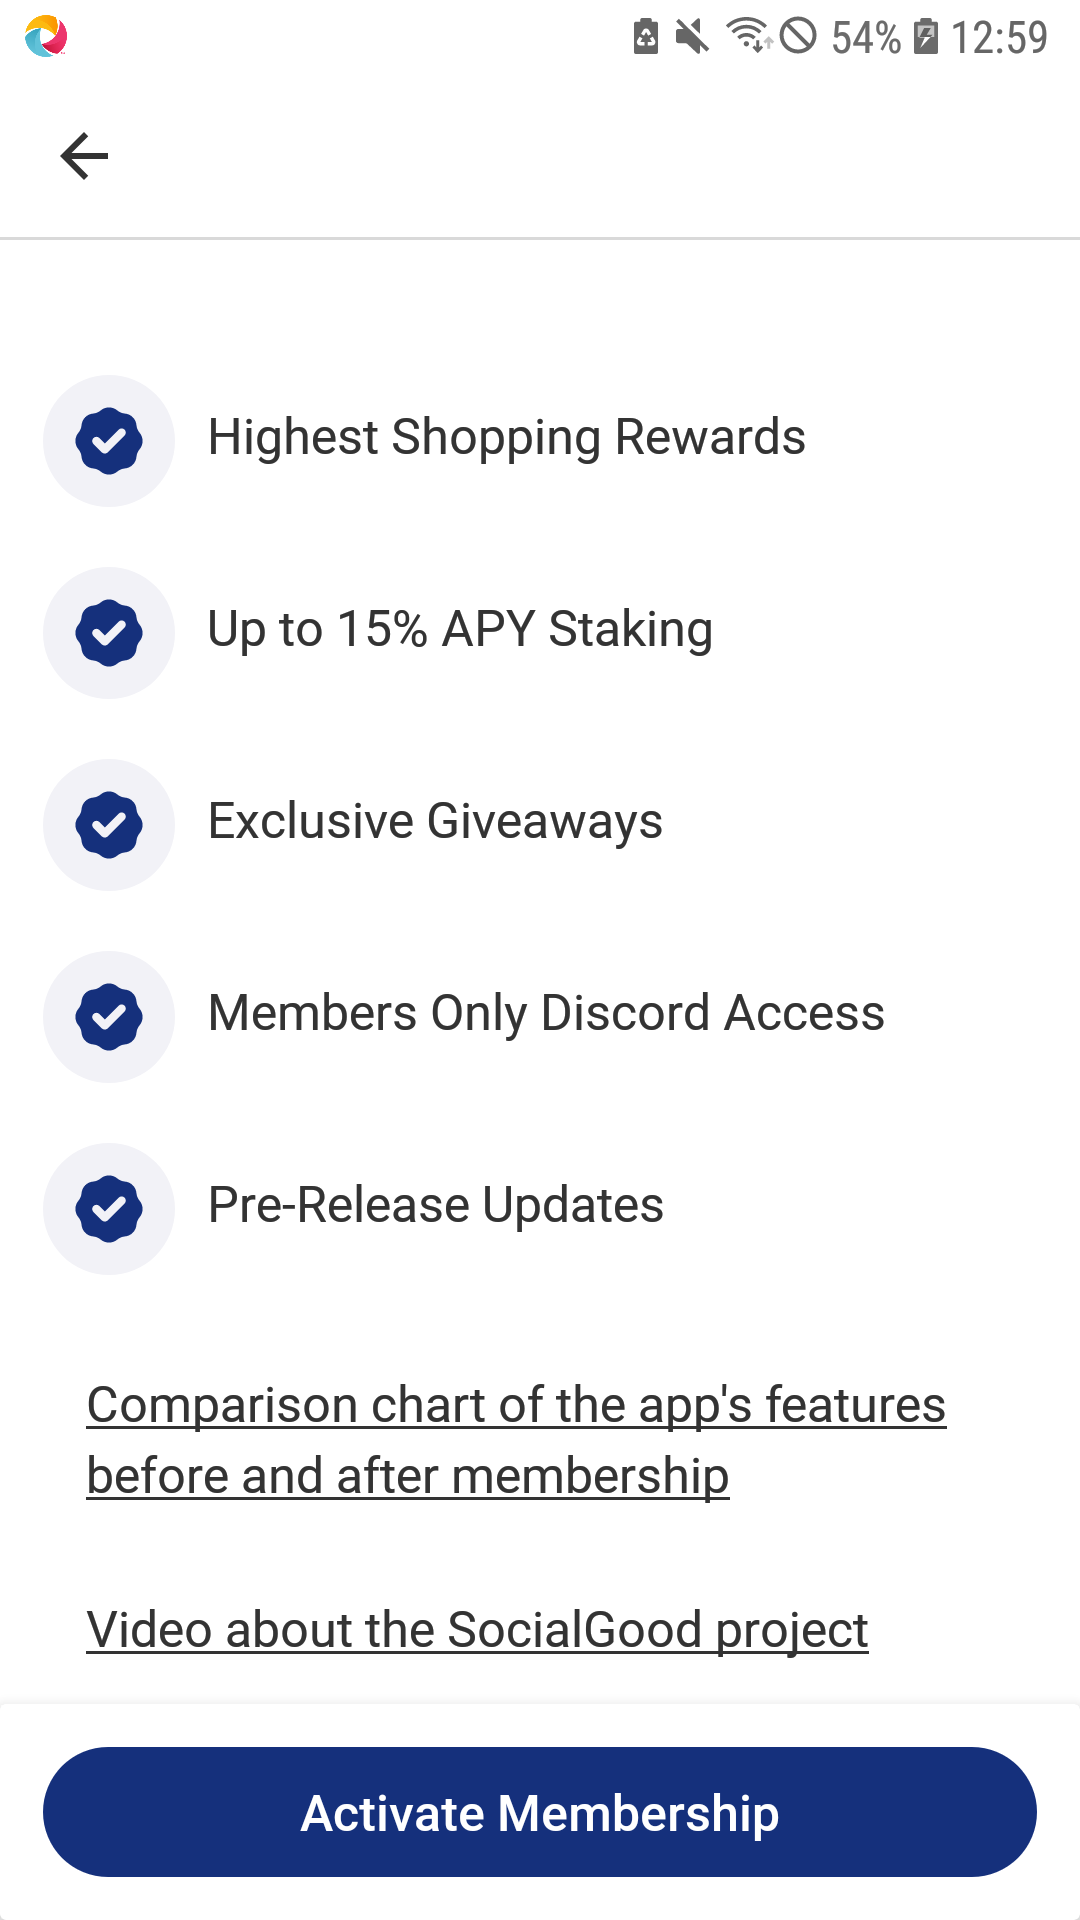 54% 12:59
Highest Shopping Rewards
Up to 15% APY Staking
Exclusive Giveaways
Members Only Discord Access
Pre-Release Updates
Comparison chart of the app's features
before and after membership
Video about the SocialGood project
Activate Membership